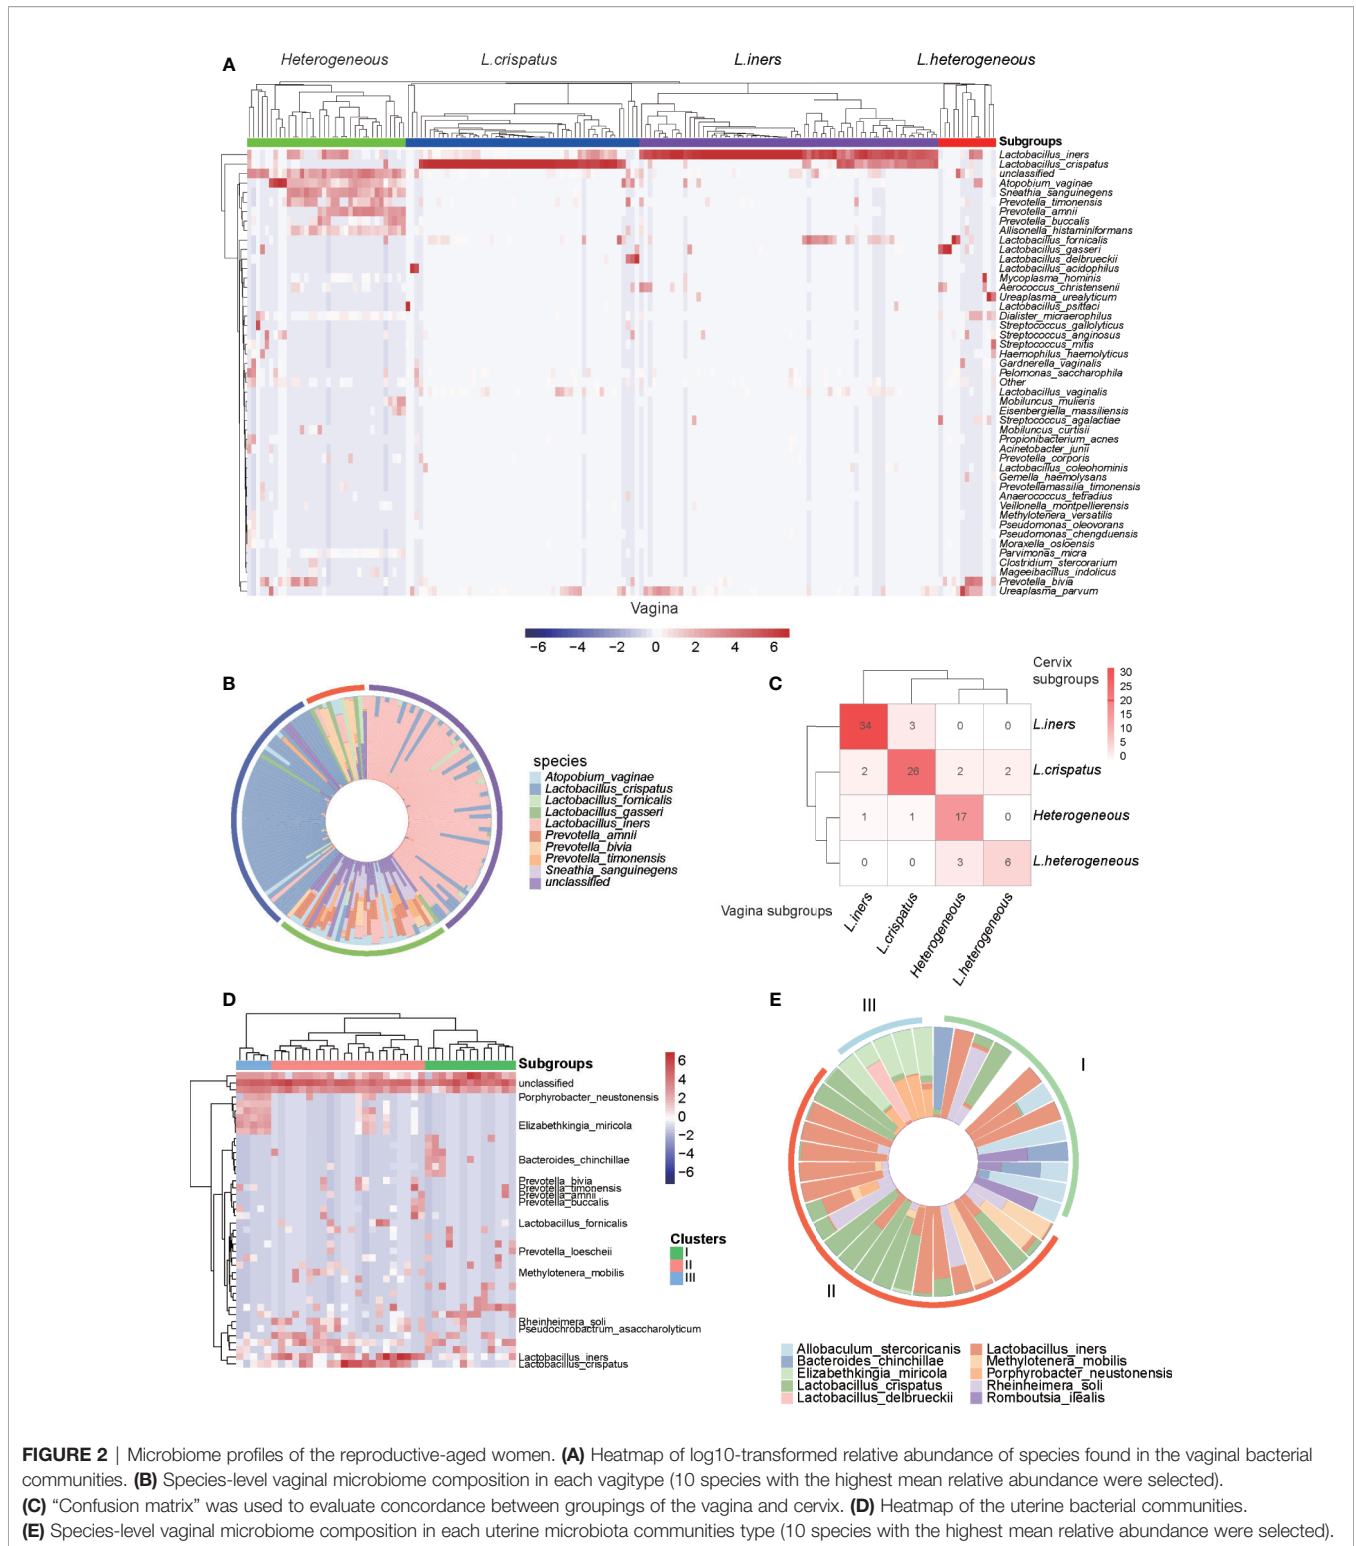 A
Heterogeneous
L.crispatus
L.iners
L.heterogeneous
Subgroups
Lactobacillus_iners
Lactobacillus_crispatus
unclassified
Atopobium_vaginae
Sneathia_sanguinegens
Prevotella_timonensis
Prevotella_amnii
Prevotella_buccalis
Allisonella_histaminiformans
Lactobacillus_fornicalis
Lactobacillus_gasseri
Lactobacillus_delbrueckii
Lactobacillus_acidophilus
Mycoplasma_hominis
Aerococcus_christensenii
Ureaplasma_urealyticum
Lactobacillus_psittaci
Dialister_micraerophilus
Streptococcus_gallolyticus
Streptococcus_anginosus
Streptococcus_mitis
Haemophilus_haemolyticus
Gardnerella_vaginalis
Pelomonas_saccharophila
Other
Lactobacillus_vaginalis
Mobiluncus_mulieris
Eisenbergiella_massiliensis
Streptococcus_agalactiae
Mobiluncus_curtisii
Propionibacterium_acnes
Acinetobacter_junii
Prevotella_corporis
Lactobacillus_coleohominis
Gemella_haemolysans
Prevotellamassilia_timonensis
Anaerococcus_tetradius
Veillonella_montpellierensis
Methylotenera_versatilis
Pseudomonas_oleovorans
Pseudomonas_chengduensis
Moraxella_osloensis
Parvimonas_micra
Clostridium_stercorarium
Mageeibacillus_indolicus
Prevotella_bivia
Ureaplasma_parvum
Vagina
−6 −4 −2 0 2 4 6
B
species
Atopobium_vaginae
Lactobacillus_crispatus
Lactobacillus_fornicalis
Lactobacillus_gasseri
Lactobacillus_iners
Prevotella_amnii
Prevotella_bivia
Prevotella_timonensis
Sneathia_sanguinegens
unclassified
C
Cervix
subgroups
30
25
20
15
10
5
0
34 3 0 0 L.iners
2 26 2 2 L.crispatus
1 1 17 0 Heterogeneous
0 0 3 6 L.heterogeneous
Vagina subgroups
L.iners
L.crispatus
Heterogeneous
L.heterogeneous
D
Subgroups
unclassified
Porphyrobacter_neustonensis
Elizabethkingia_miricola
Bacteroides_chinchillae
Prevotella_bivia
Prevotella_timonensis
Prevotella_amnii
Prevotella_buccalis
Lactobacillus_fornicalis
Prevotella_loescheii
Methylotenera_mobilis
Rheinheimera_soli
Pseudochrobactrum_asaccharolyticum
Lactobacillus_iners
Lactobacillus_crispatus
6
4
2
0
−2
−4
−6
Clusters
I
II
III
E
III
I
II
Allobaculum_stercoricanis
Bacteroides_chinchillae
Elizabethkingia_miricola
Lactobacillus_crispatus
Lactobacillus_delbrueckii
Lactobacillus_iners
Methylotenera_mobilis
Porphyrobacter_neustonensis
Rheinheimera_soli
Romboutsia_ilealis
FIGURE 2 | Microbiome profiles of the reproductive-aged women. (A) Heatmap of log10-transformed relative abundance of species found in the vaginal bacterial
communities. (B) Species-level vaginal microbiome composition in each vagitype (10 species with the highest mean relative abundance were selected).
(C) “Confusion matrix” was used to evaluate concordance between groupings of the vagina and cervix. (D) Heatmap of the uterine bacterial communities.
(E) Species-level vaginal microbiome composition in each uterine microbiota communities type (10 species with the highest mean relative abundance were selected).